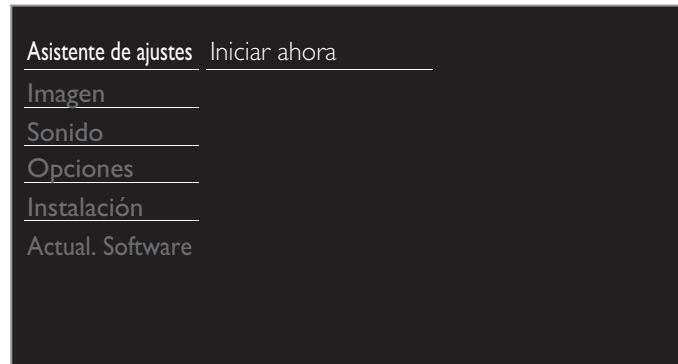 Asistente de ajustes Iniciar ahora
Imagen
Sonido
Opciones
Instalación
Actual. Software